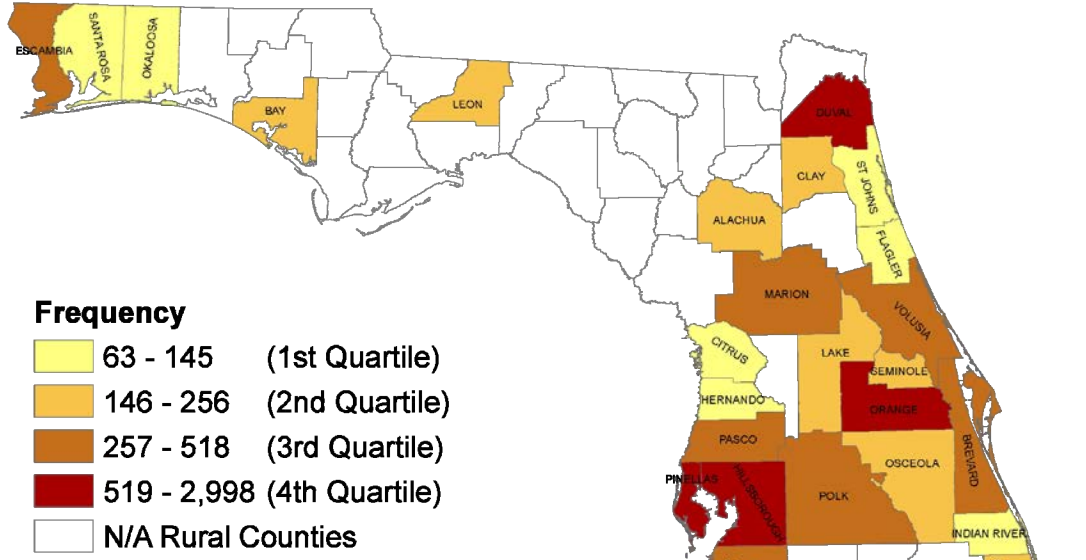 ESCAMBIA
SANTA ROSA
OKALOOSA
BAY
LEON
DUVAL
CLAY
ST JOHNS
ALACHUA
FLAGLER
MARION
VOLUSIA
CITRUS
LAKE
SEMINOLE
HERNANDO
ORANGE
PASCO
OSCEOLA
BREVARD
PINELLAS
HILLSBOROUGH
POLK
INDIAN RIVER
Frequency
63 - 145 (1st Quartile)
146 - 256 (2nd Quartile)
257 - 518 (3rd Quartile)
519 - 2,998 (4th Quartile)
N/A Rural Counties